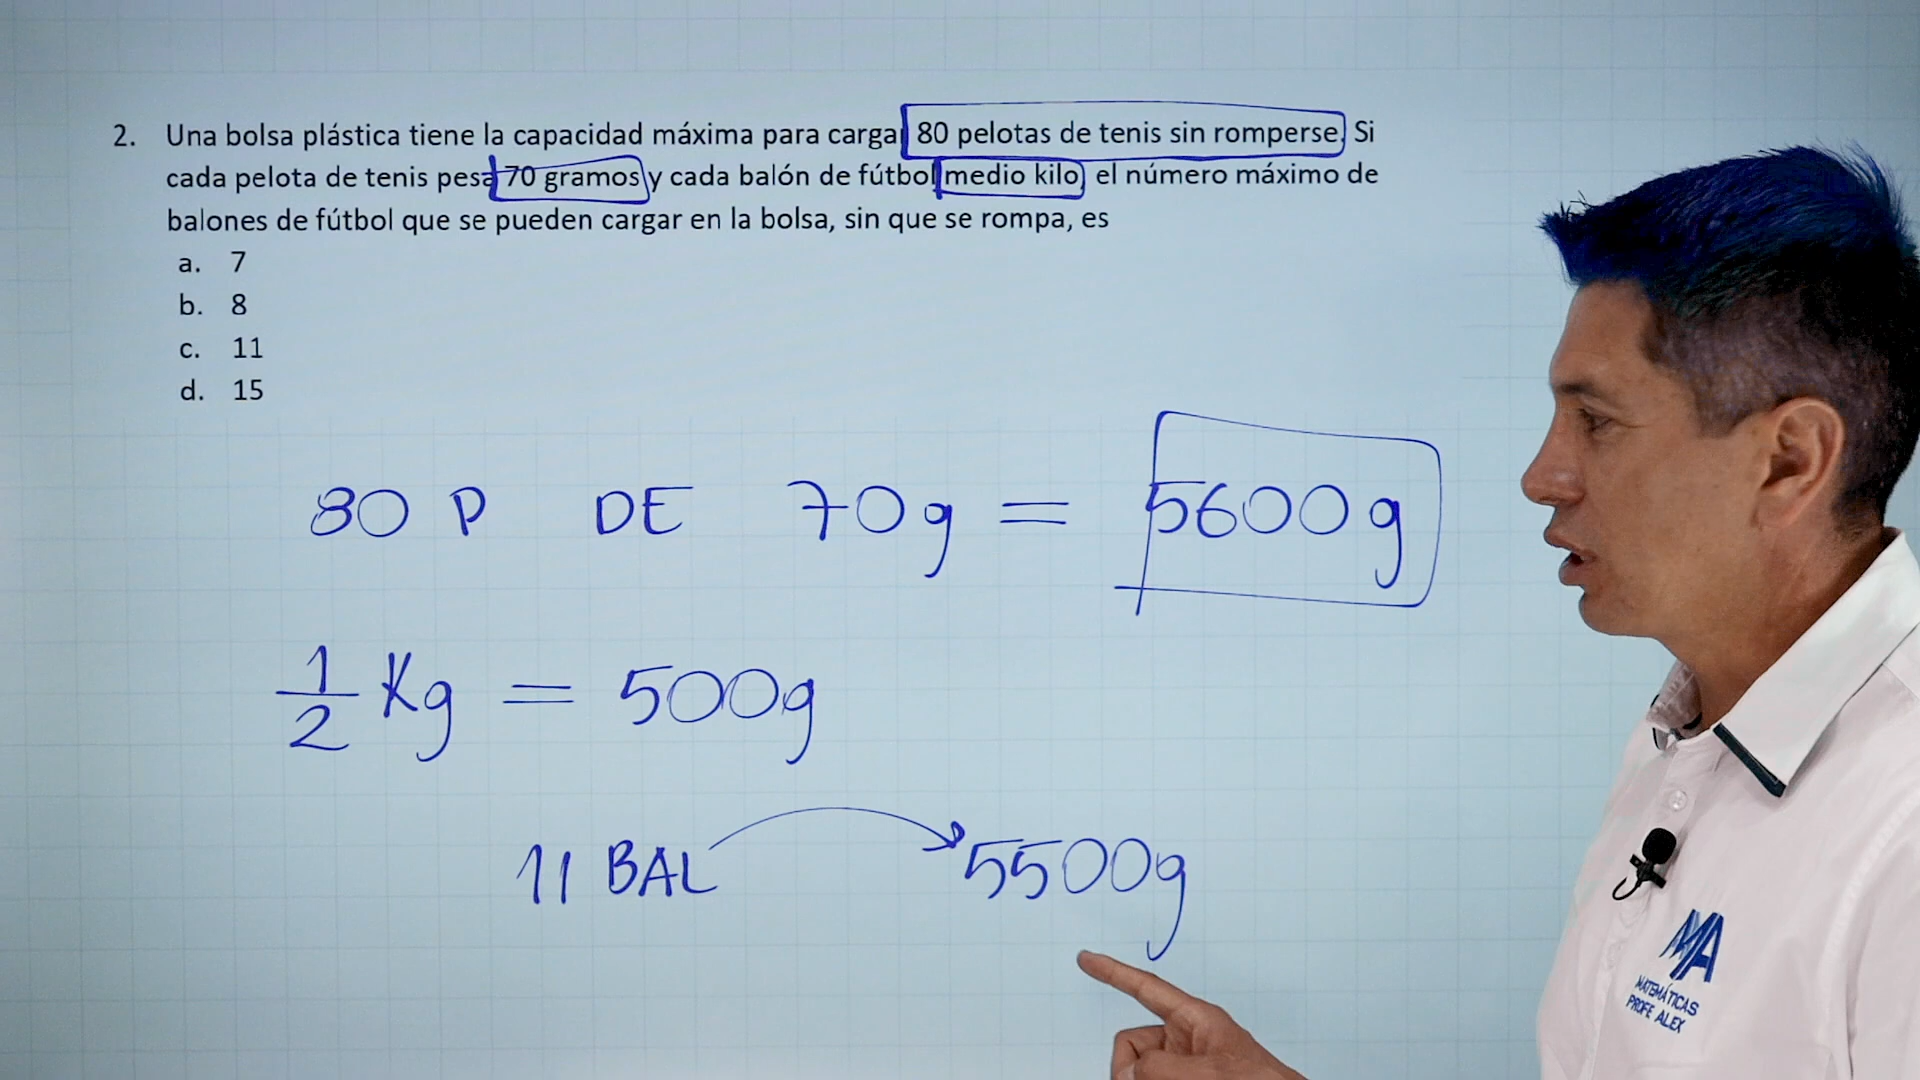 2. Una bolsa plástica tiene la capacidad máxima para carga 80 pelotas de tenis sin romperse. Si
cada pelota de tenis pesa 70 gramos y cada balón de fútbol medio kilo, el número máximo de
balones de fútbol que se pueden cargar en la bolsa, sin que se rompa, es
a. 7
b. 8
c. 11
d. 15
80 P DE 70g = 5600g
1/2 Kg = 500g
11 BAL 5500g
MA
MATEMÁTICAS
PROFE ALEX